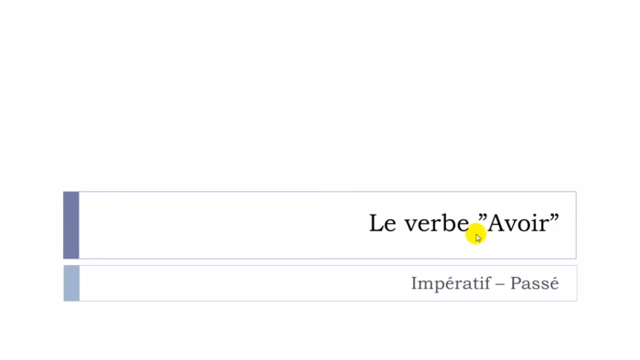 Le verbe ”Avoir”
Impératif – Passé